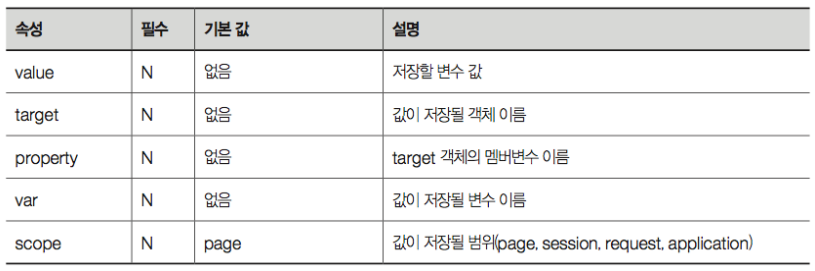 속성 필수 기본 값 설명
value N 없음 저장할 변수 값
target N 없음 값이 저장될 객체 이름
property N 없음 target 객체의 멤버변수 이름
var N 없음 값이 저장될 변수 이름
scope N page 값이 저장될 범위(page, session, request, application)